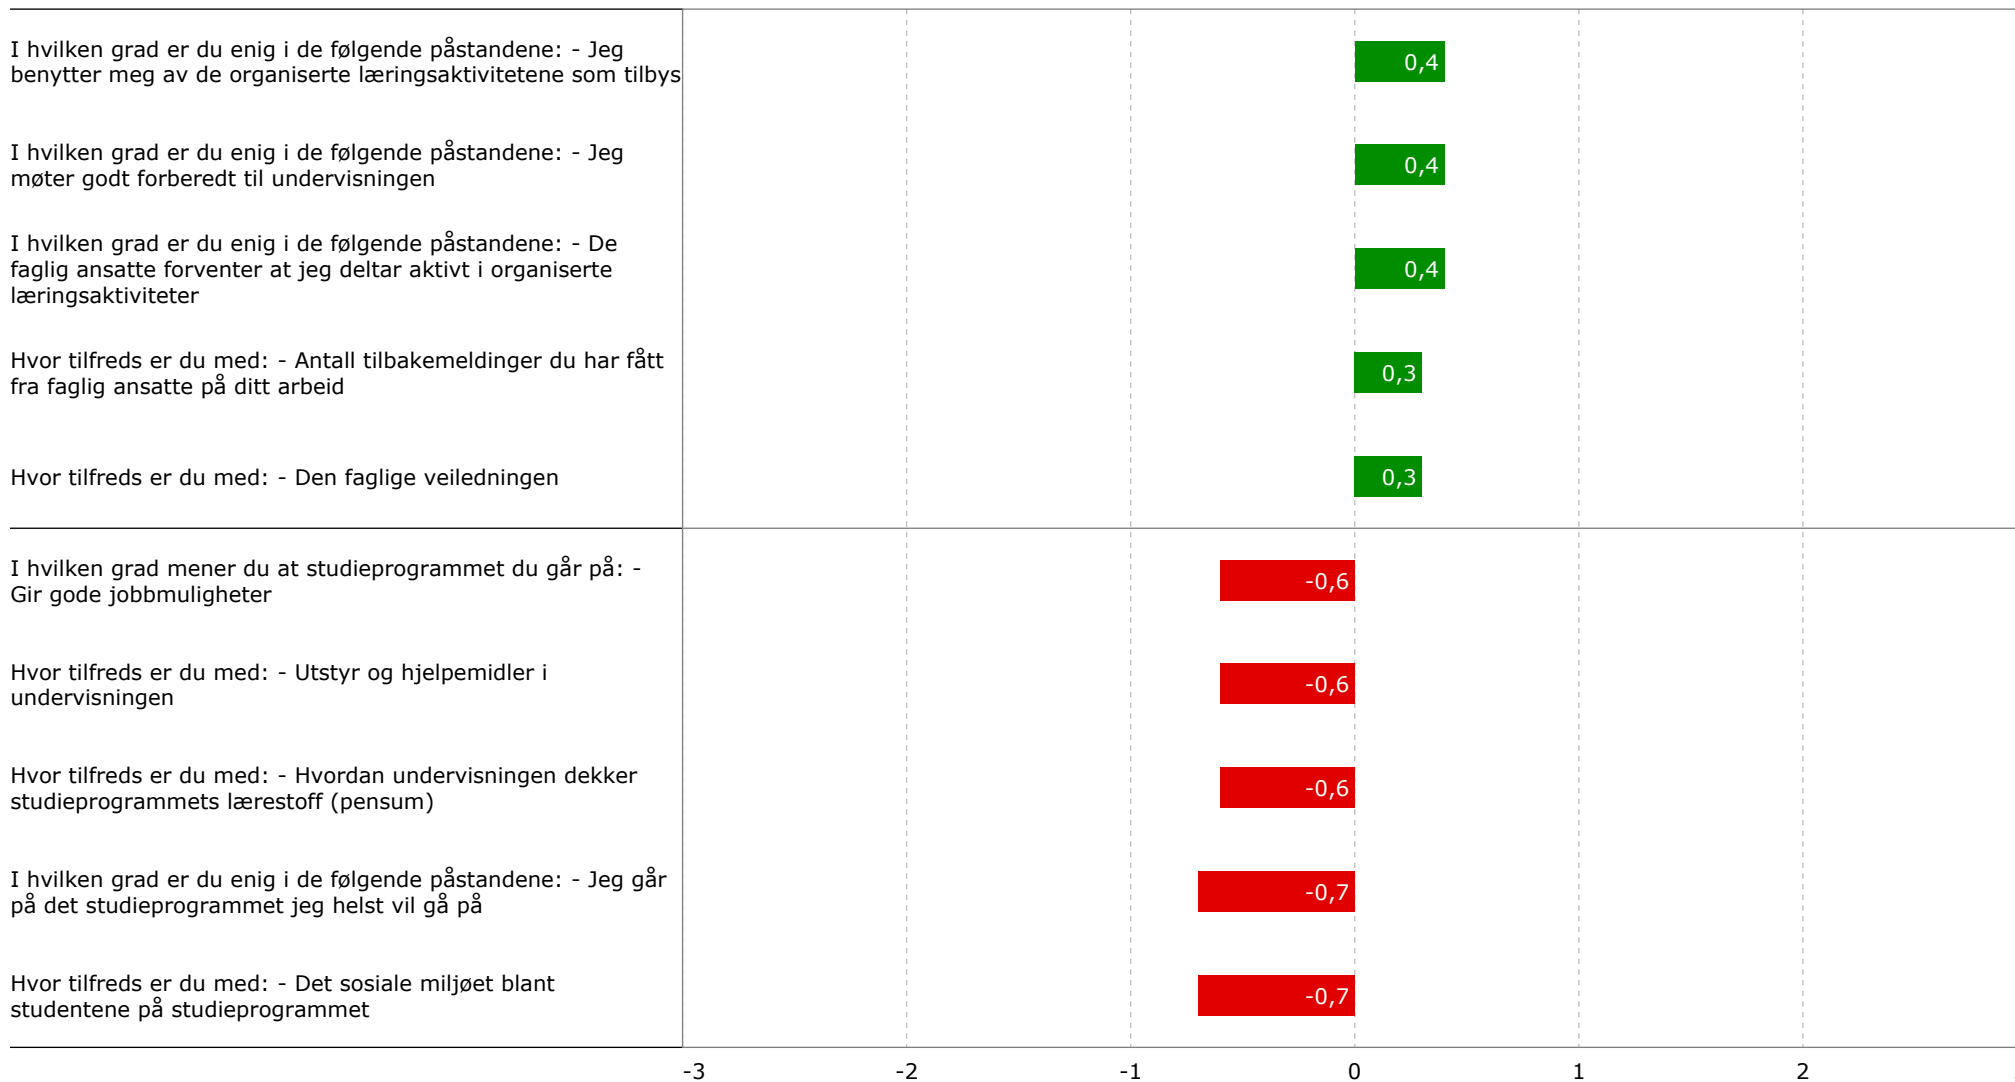 I hvilken grad er du enig i de følgende påstandene: - Jeg
benytter meg av de organiserte læringsaktivitetene som tilbys
0,4
I hvilken grad er du enig i de følgende påstandene: - Jeg
møter godt forberedt til undervisningen
0,4
I hvilken grad er du enig i de følgende påstandene: - De
faglig ansatte forventer at jeg deltar aktivt i organiserte
læringsaktiviteter
0,4
Hvor tilfreds er du med: - Antall tilbakemeldinger du har fått
fra faglig ansatte på ditt arbeid
0,3
Hvor tilfreds er du med: - Den faglige veiledningen
0,3
I hvilken grad mener du at studieprogrammet du går på: -
Gir gode jobbmuligheter
-0,6
Hvor tilfreds er du med: - Utstyr og hjelpemidler i
undervisningen
-0,6
Hvor tilfreds er du med: - Hvordan undervisningen dekker
studieprogrammets lærestoff (pensum)
-0,6
I hvilken grad er du enig i de følgende påstandene: - Jeg går
på det studieprogrammet jeg helst vil gå på
-0,7
Hvor tilfreds er du med: - Det sosiale miljøet blant
studentene på studieprogrammet
-0,7
-3 -2 -1 0 1 2